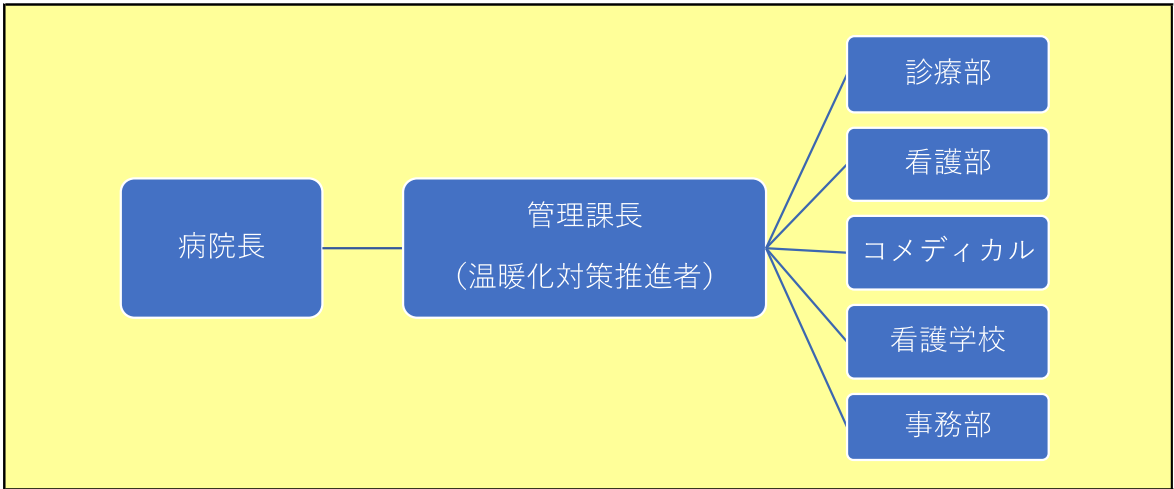 病院長
管理課長
（温暖化対策推進者）
診療部
看護部
コメディカル
看護学校
事務部